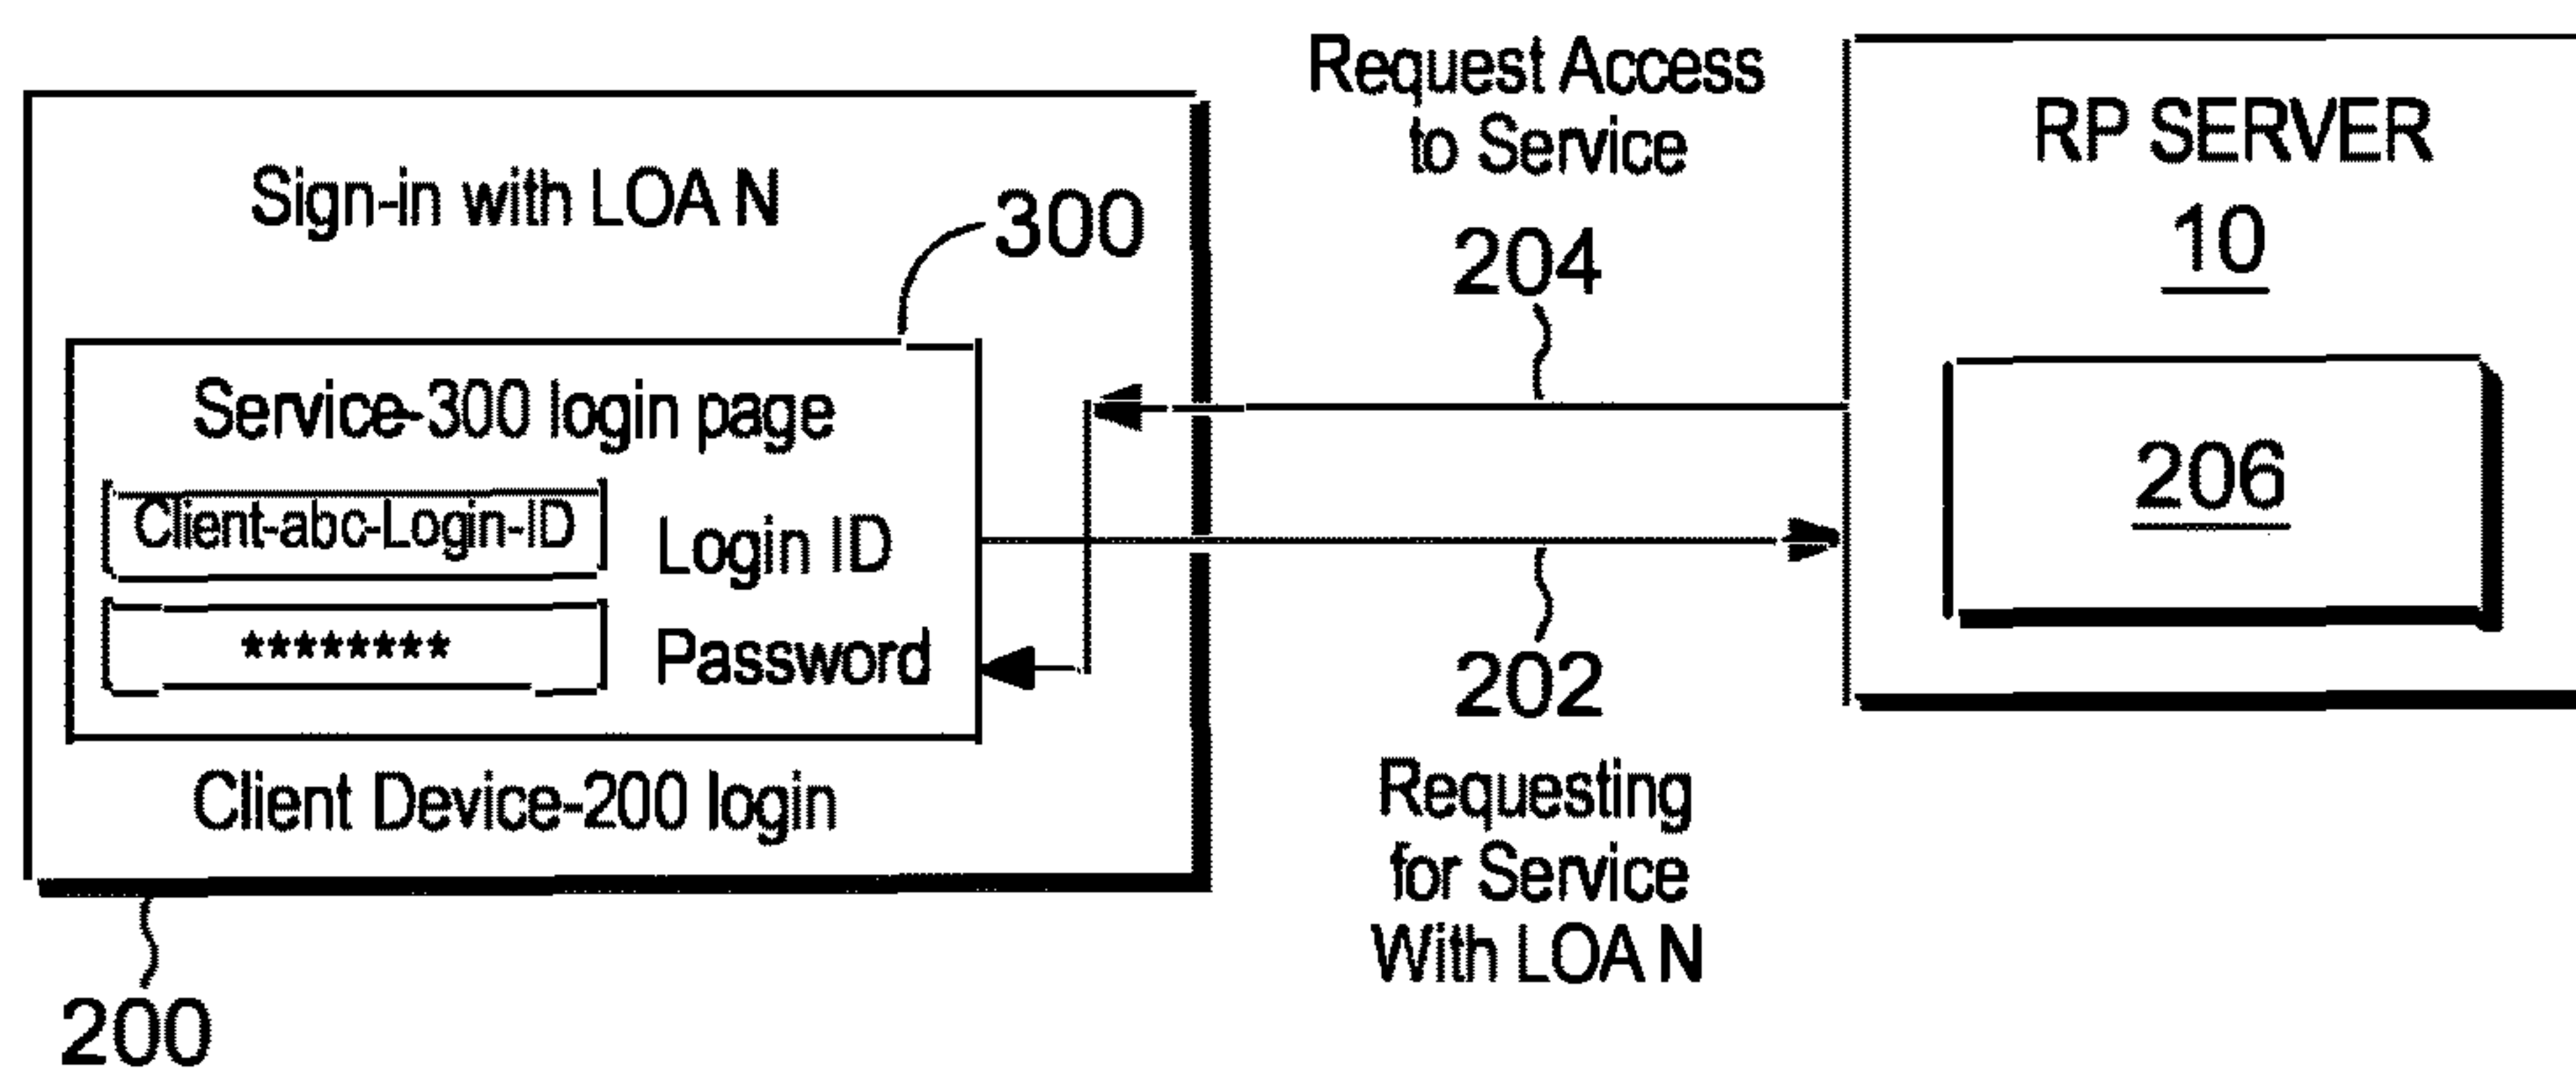 Sign-in with LOA N
300
Service-300 login page
Client-abc-Login-ID
Login ID
********
Password
Client Device-200 login
200
Request Access
to Service
204
202
Requesting
for Service
With LOA N
RP SERVER
10
206